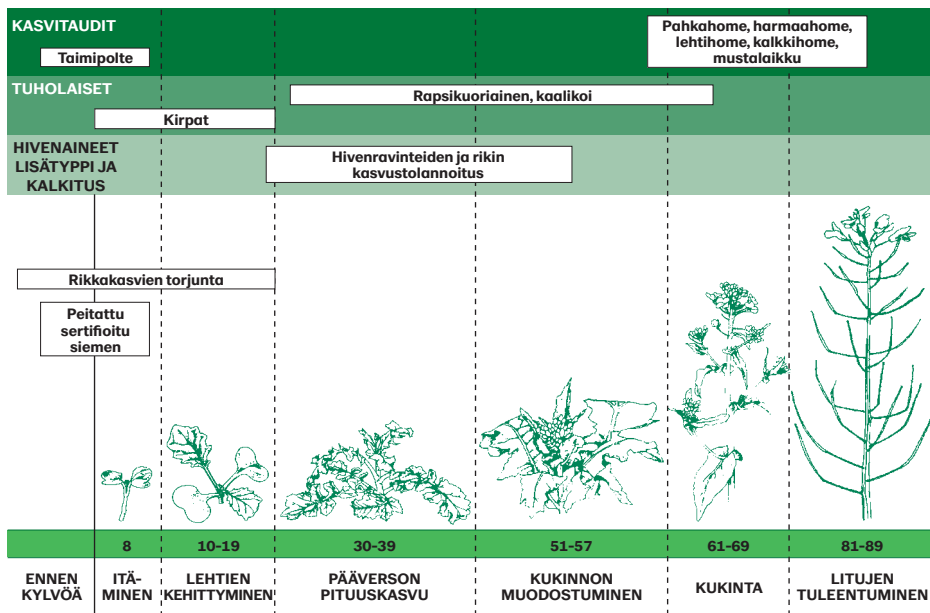 KASVITAUDIT
Taimipolte
Pahkahome, harmaahome,
lehtihome, kalkkihome,
mustalaikku
TUHOLAISET
Rapsikuoriainen, kaalikoi
Kirpat
HIVENAINEET
LISÄTYPPI JA
KALKITUS
Hivenravinteiden ja rikin
kasvustolannoitus
Rikkakasvien torjunta
Peitattu
sertifioitu
siemen
8
10-19
30-39
51-57
61-69
81-89
ENNEN
KYLVÖÄ
ITÄ-
MINEN
LEHTIEN
KEHITTYMINEN
PÄÄVERSON
PITUUSKASVU
KUKINNON
MUODOSTUMINEN
KUKINTA
LITUJEN
TULEENTUMINEN